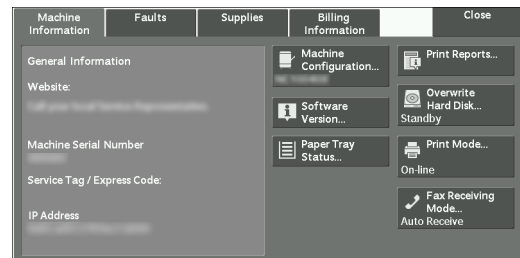 Machine
Information
Faults
Supplies
Billing
Information
Close
General Information
Website:
Machine Serial Number
Service Tag / Express Code:
IP Address
Machine
Configuration...
Software
Version...
Paper Tray
Status...
Print Reports...
Overwrite
Hard Disk...
Standby
Print Mode...
On-line
Fax Receiving
Mode...
Auto Receive